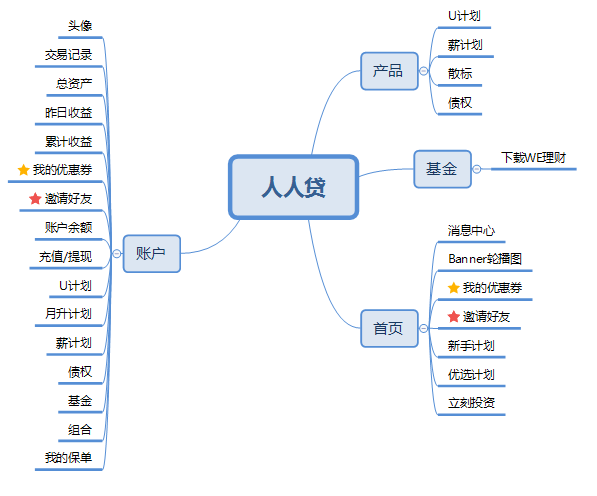 人人贷
产品
U计划
薪计划
散标
债权
基金
下载WE理财
首页
消息中心
Banner轮播图
我的优惠券
邀请好友
新手计划
优选计划
立刻投资
账户
头像
交易记录
总资产
昨日收益
累计收益
我的优惠券
邀请好友
账户余额
充值/提现
U计划
月升计划
薪计划
债权
基金
组合
我的保单